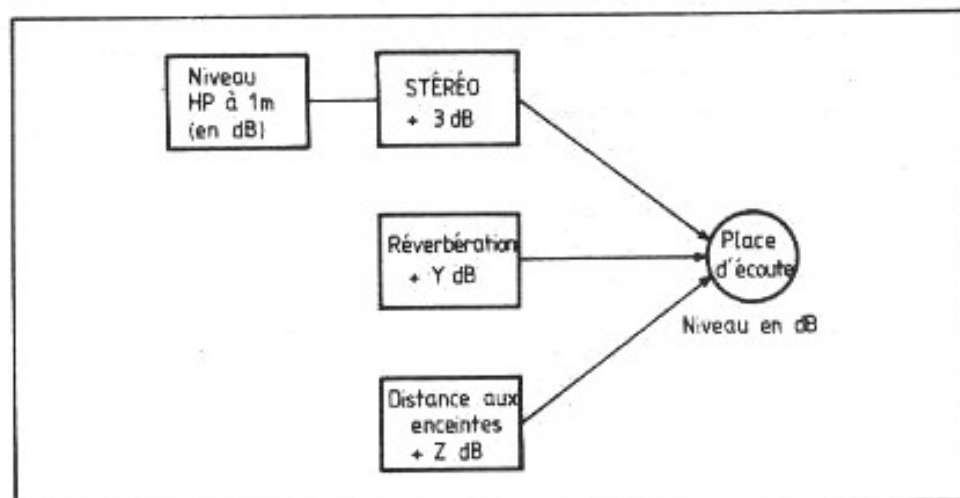 Niveau
HP à 1m
(en dB)
STÉRÉO
+ 3 dB
Réverbération
+ Y dB
Distance aux
enceintes
+ Z dB
Place
d'écoute
Niveau en dB